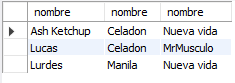 nombre nombre nombre
Ash Ketchup Celadon Nueva vida
Lucas Celadon MrMusculo
Lurdes Manila Nueva vida